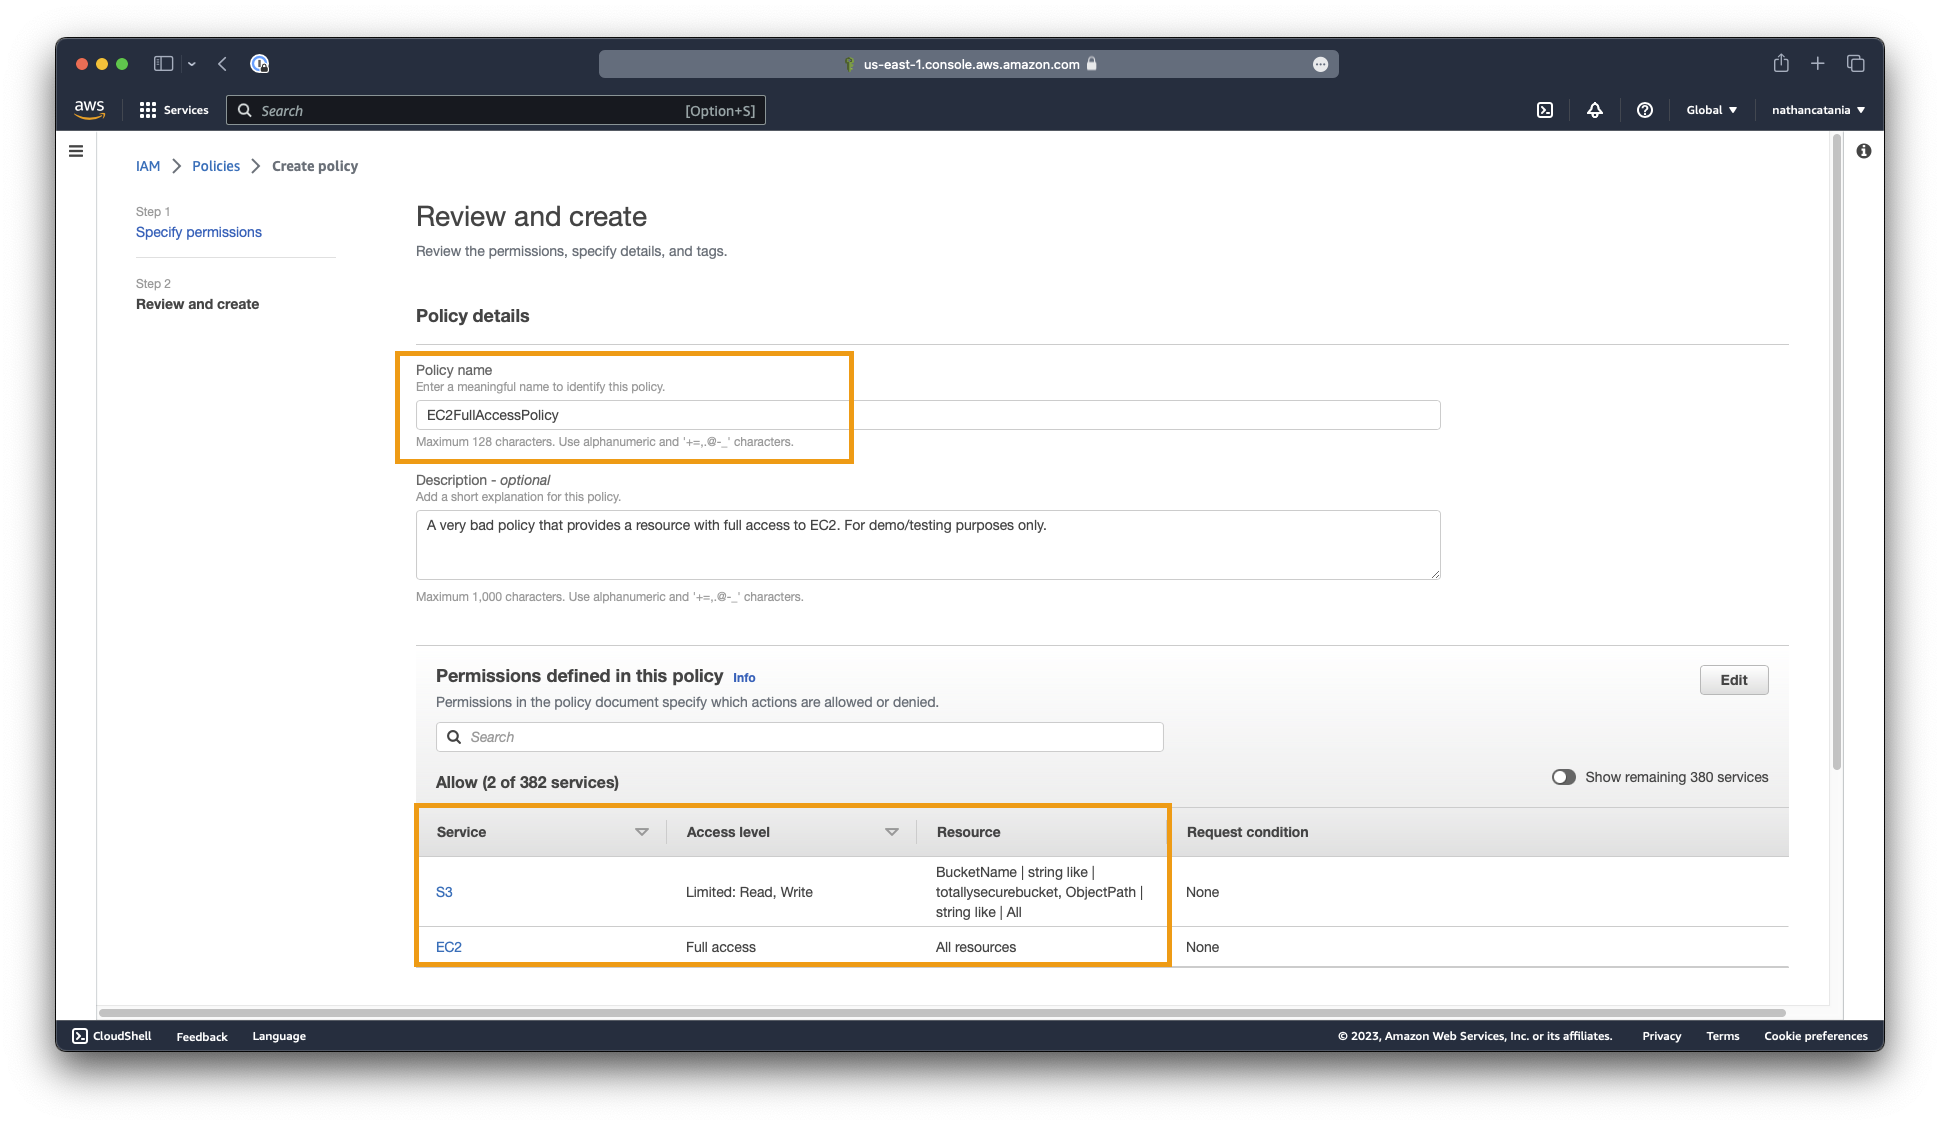 us-east-1.console.aws.amazon.com
aws
Services
Search
[Option+S]
Global
nathancatania
IAM
Policies
Create policy
Step 1
Specify permissions
Step 2
Review and create
Review and create
Review the permissions, specify details, and tags.
Policy details
Policy name
Enter a meaningful name to identify this policy.
EC2FullAccessPolicy
Maximum 128 characters. Use alphanumeric and '+=,.@-_' characters.
Description - optional
Add a short explanation for this policy.
A very bad policy that provides a resource with full access to EC2. For demo/testing purposes only.
Maximum 1,000 characters. Use alphanumeric and '+=,.@-_' characters.
Permissions defined in this policy Info
Edit
Permissions in the policy document specify which actions are allowed or denied.
Search
Allow (2 of 382 services)
Show remaining 380 services
Service
Access level
Resource
Request condition
S3
Limited: Read, Write
BucketName | string like |
totallysecurebucket, ObjectPath |
string like | All
None
EC2
Full access
All resources
None
CloudShell
Feedback
Language
© 2023, Amazon Web Services, Inc. or its affiliates.
Privacy
Terms
Cookie preferences